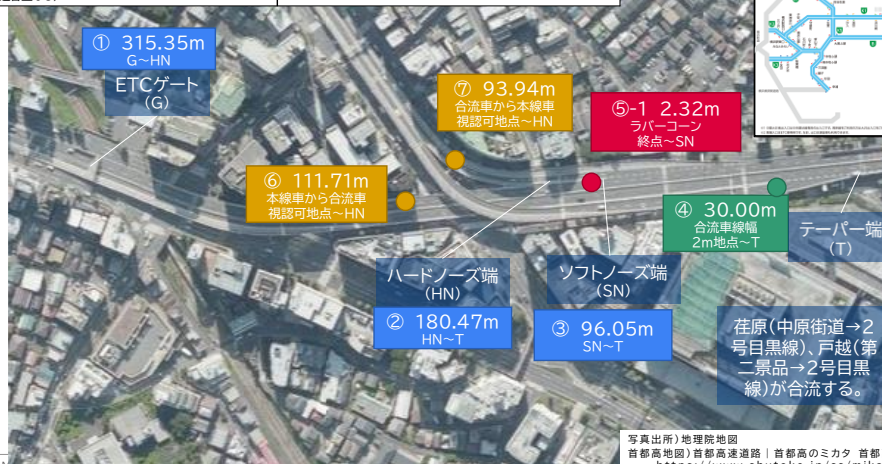 ① 315.35m
G～HN
ETCゲート
(G)
⑦ 93.94m
合流車から本線車
視認可地点～HN
⑤-1 2.32m
ラバーコーン
終点～SN
⑥ 111.71m
本線車から合流車
視認可地点～HN
④ 30.00m
合流車線幅
2m地点～T
テーパー端
(T)
ハードノーズ端
(HN)
ソフトノーズ端
(SN)
② 180.47m
HN～T
③ 96.05m
SN～T
荏原(中原街道→2
号目黒線)、戸越(第
二景品→2号目黒
線)が合流する。
写真出所)地理院地図
首都高地図)首都高速道路｜首都高のミカタ 首都